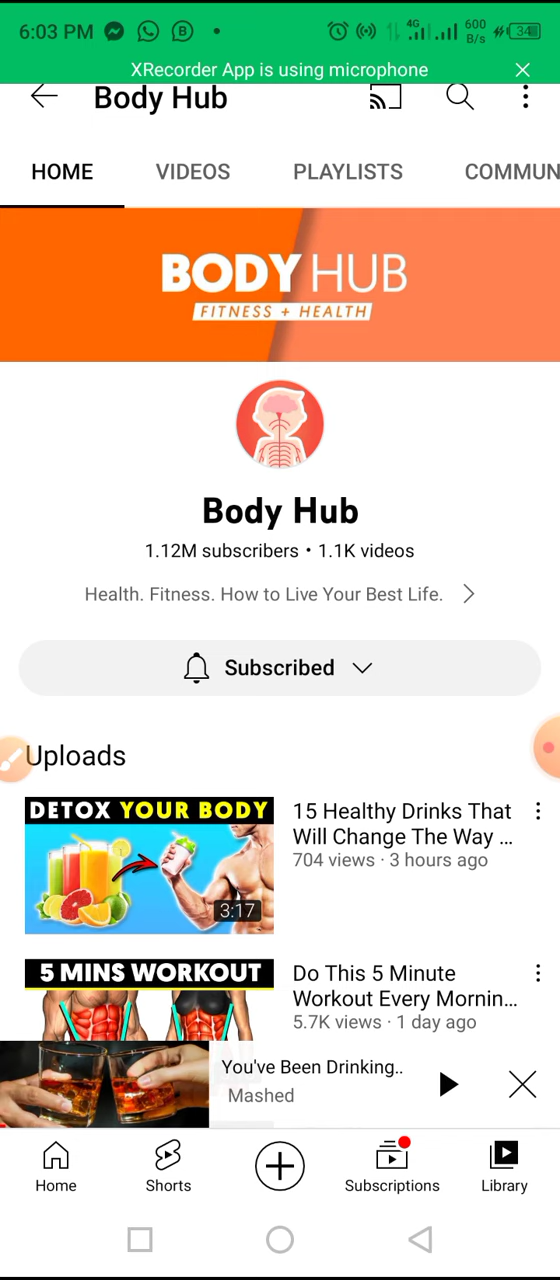 6:03 PM
B
4G
600
B/s
34
XRecorder App is using microphone
Body Hub
HOME
VIDEOS
PLAYLISTS
COMMUN
BODY HUB
FITNESS + HEALTH
Body Hub
1.12M subscribers • 1.1K videos
Health. Fitness. How to Live Your Best Life.
Subscribed
Uploads
DETOX YOUR BODY
3:17
15 Healthy Drinks That
Will Change The Way ...
704 views · 3 hours ago
5 MINS WORKOUT
Do This 5 Minute
Workout Every Mornin...
5.7K views · 1 day ago
You've Been Drinking..
Mashed
Home
Shorts
Subscriptions
Library